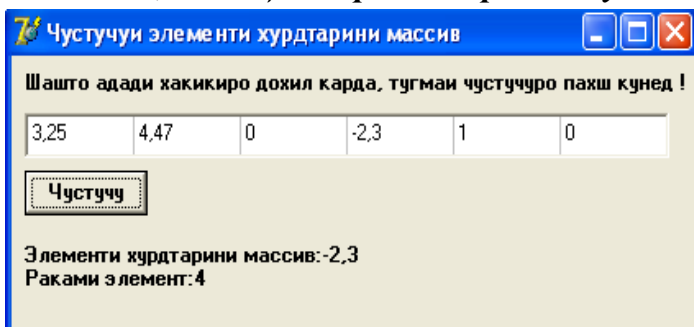 Чустучуи элементи хурдтарини массив
Шашто адади хакикиро дохил карда, тугмаи чустучуро пахш кунед !
3,25 4,47 0 -2,3 1 0
Чустучу
Элементи хурдтарини массив:-2,3
Раками элемент:4